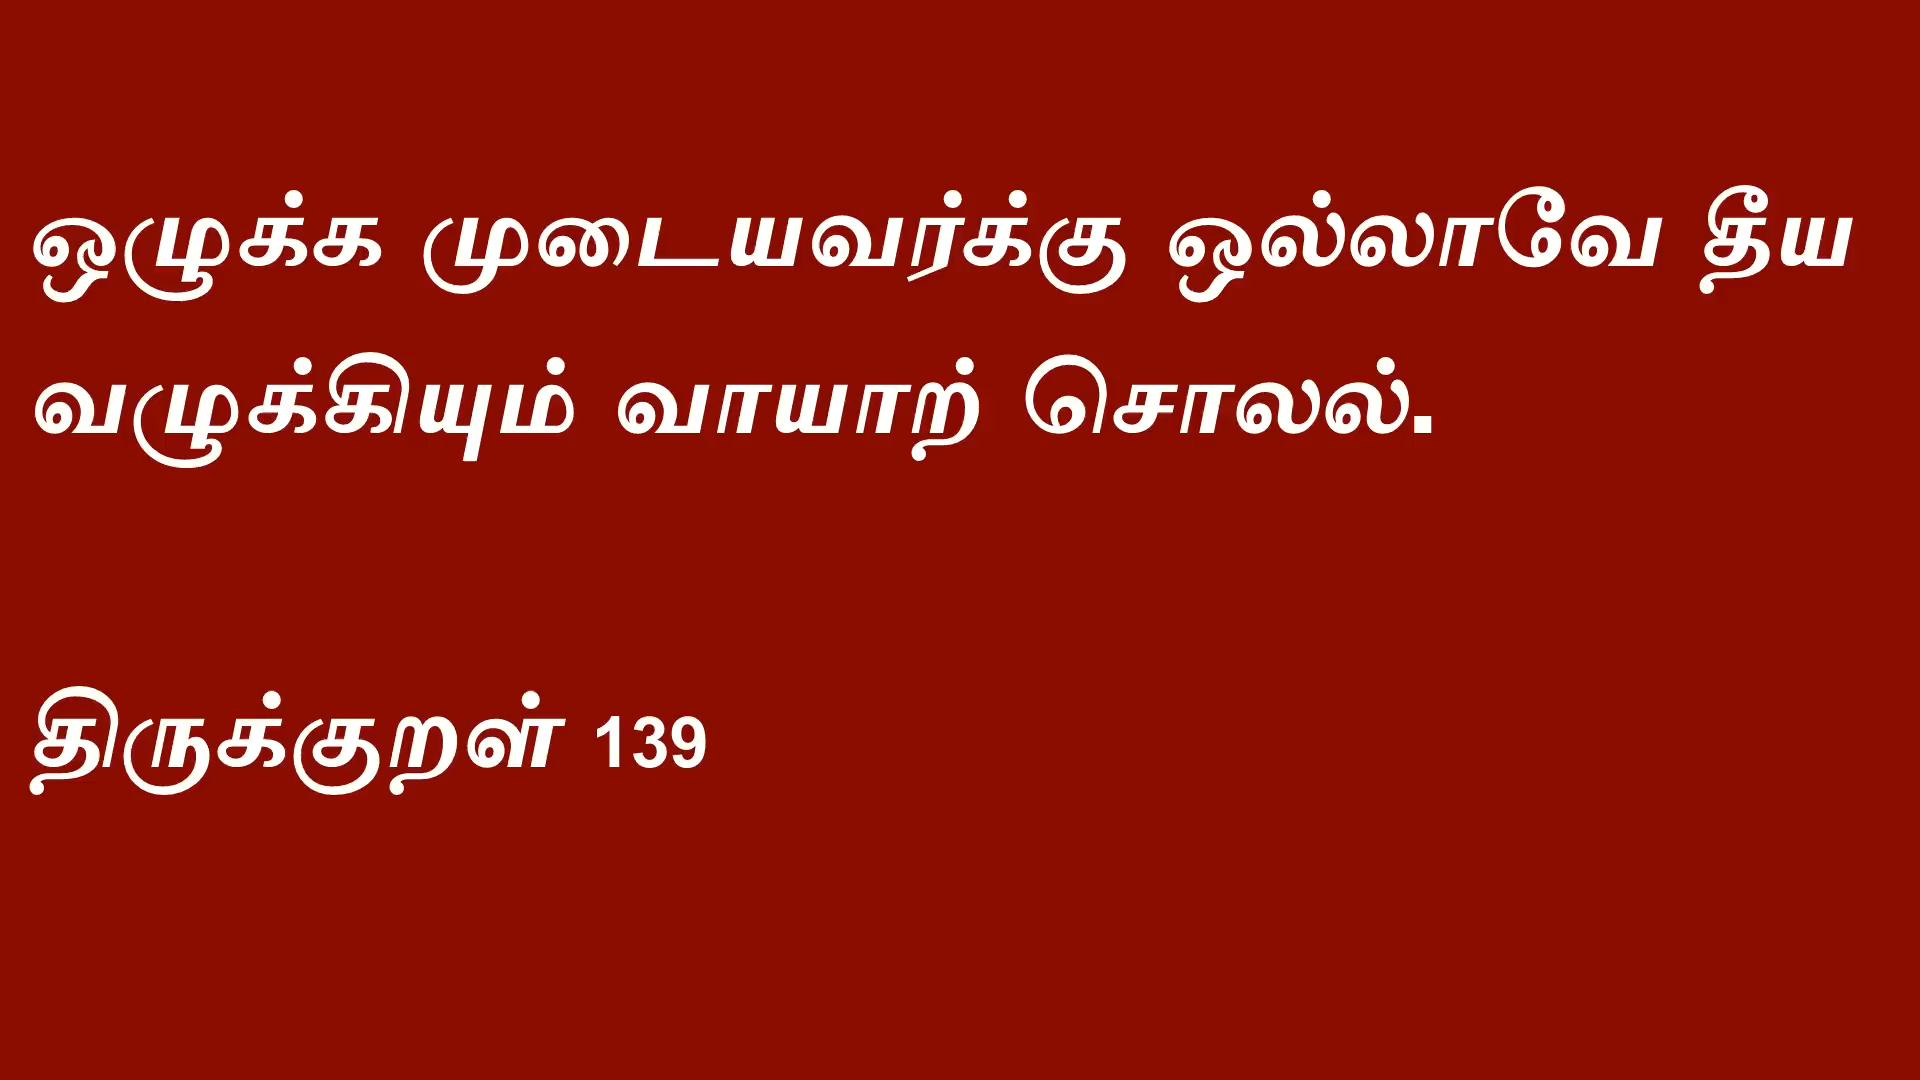 ஒழுக்க முடையவர்க்கு ஒல்லாவே தீய
வழுக்கியும் வாயாற் சொலல்.
திருக்குறள் 139